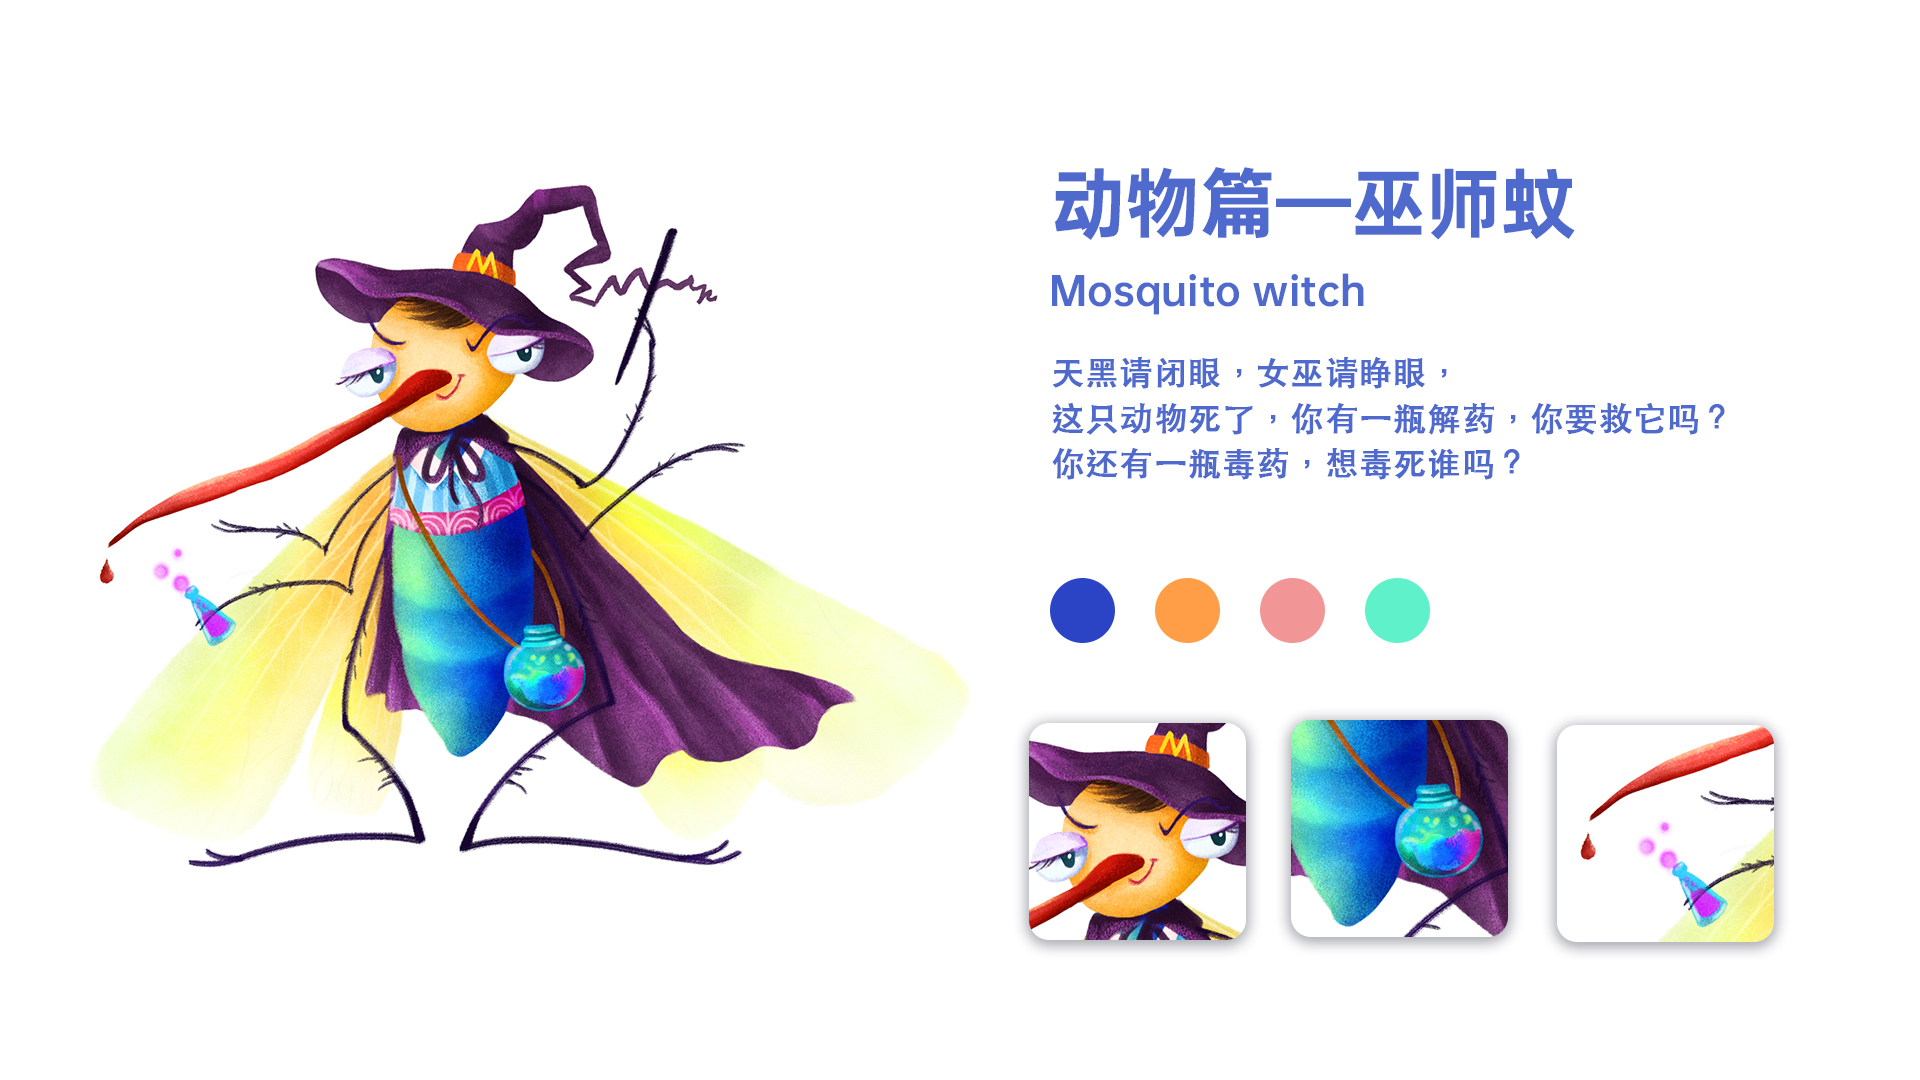 动物篇—巫师蚊
Mosquito witch
天黑请闭眼，女巫请睁眼，
这只动物死了，你有一瓶解药，你要救它吗？
你还有一瓶毒药，想毒死谁吗？
M
M